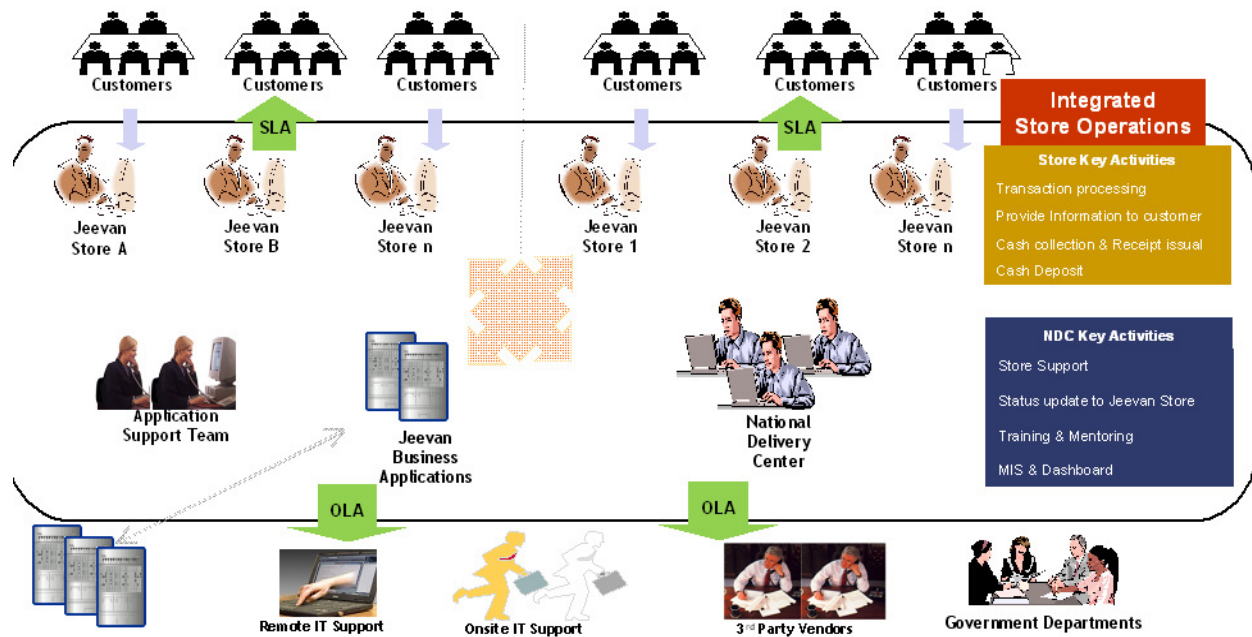 Customers
Customers
Customers
Customers
Customers
Customers
SLA
SLA
Integrated
Store Operations
Store Key Activities
Transaction processing
Provide Information to customer
Cash collection & Receipt issual
Cash Deposit
Jeevan
Store A
Jeevan
Store B
Jeevan
Store n
Jeevan
Store 1
Jeevan
Store 2
Jeevan
Store n
NDC Key Activities
Store Support
Status update to Jeevan Store
Training & Mentoring
MIS & Dashboard
Application
Support Team
Jeevan
Business
Applications
National
Delivery
Center
OLA
OLA
Remote IT Support
Onsite IT Support
3rd Party Vendors
Government Departments